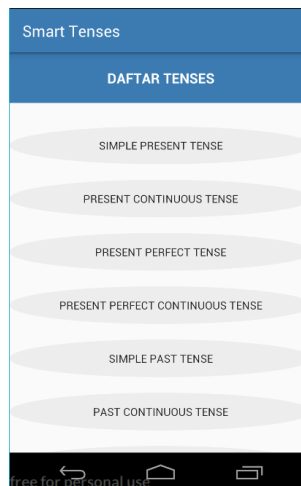 Smart Tenses
DAFTAR TENSES
SIMPLE PRESENT TENSE
PRESENT CONTINUOUS TENSE
PRESENT PERFECT TENSE
PRESENT PERFECT CONTINUOUS TENSE
SIMPLE PAST TENSE
PAST CONTINUOUS TENSE
free for personal use